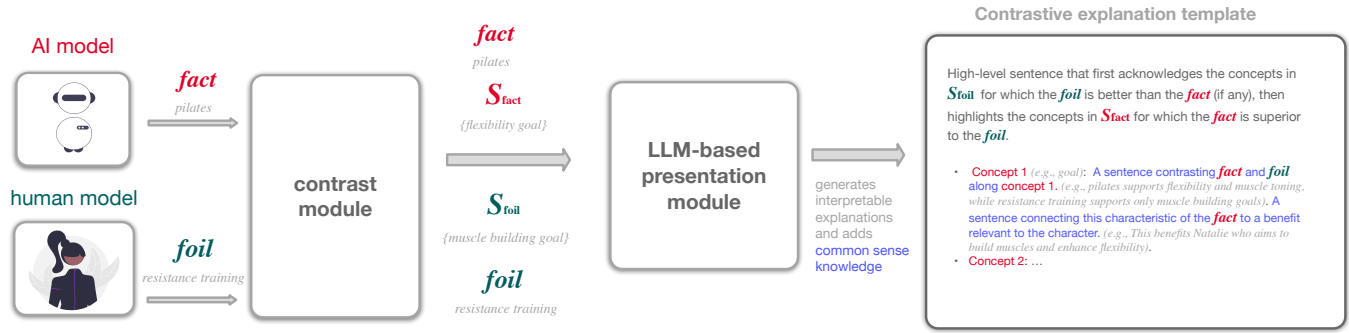 AI model
fact
pilates
human model
foil
resistance training
contrast
module
fact
pilates
Sfact
{flexibility goal}
Sfoil
{muscle building goal}
foil
resistance training
LLM-based
presentation
module
generates
interpretable
explanations
and adds
common sense
knowledge
Contrastive explanation template
High-level sentence that first acknowledges the concepts in
Sfoil for which the foil is better than the fact (if any), then
highlights the concepts in Sfact for which the fact is superior
to the foil.
• Concept 1 (e.g., goal): A sentence contrasting fact and foil
along concept 1. (e.g., pilates supports flexibility and muscle toning,
while resistance training supports only muscle building goals). A
sentence connecting this characteristic of the fact to a benefit
relevant to the character. (e.g., This benefits Natalie who aims to
build muscles and enhance flexibility).
• Concept 2: …